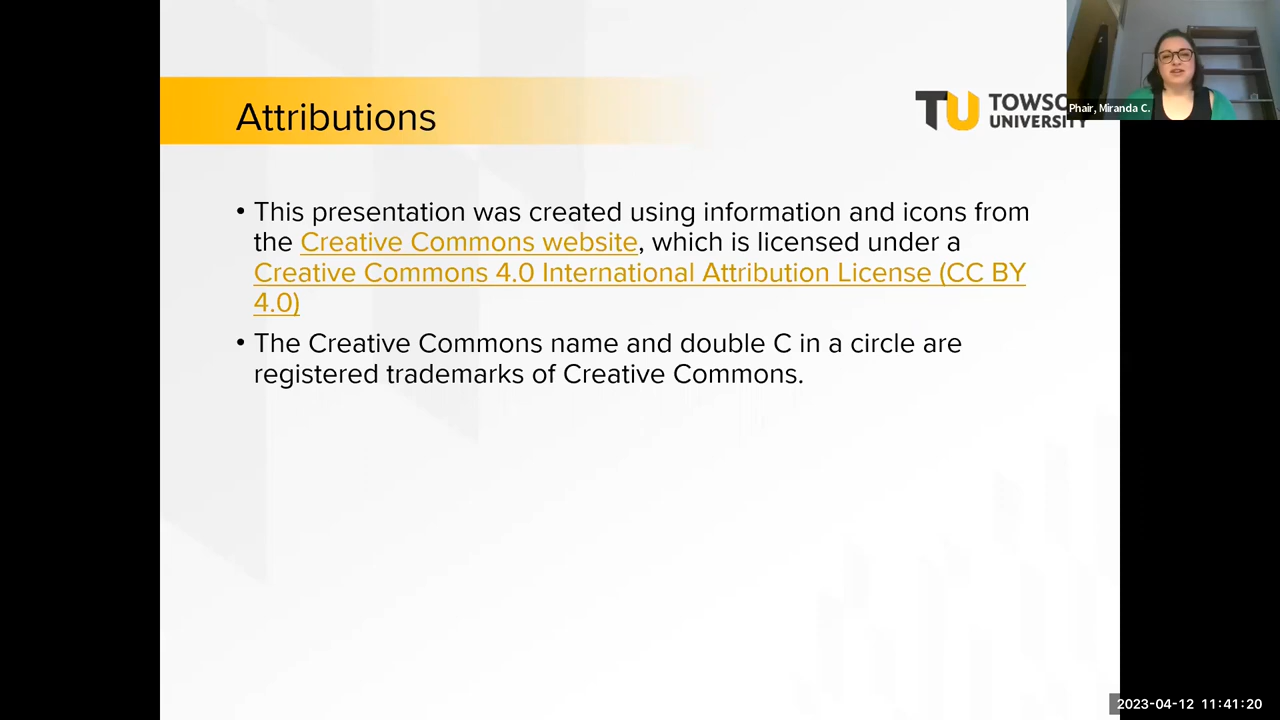 Attributions
TU TOWSO
UNIVERSITY
Phair, Miranda C.
• This presentation was created using information and icons from
the Creative Commons website, which is licensed under a
Creative Commons 4.0 International Attribution License (CC BY
4.0)
• The Creative Commons name and double C in a circle are
registered trademarks of Creative Commons.
2023-04-12 11:41:20